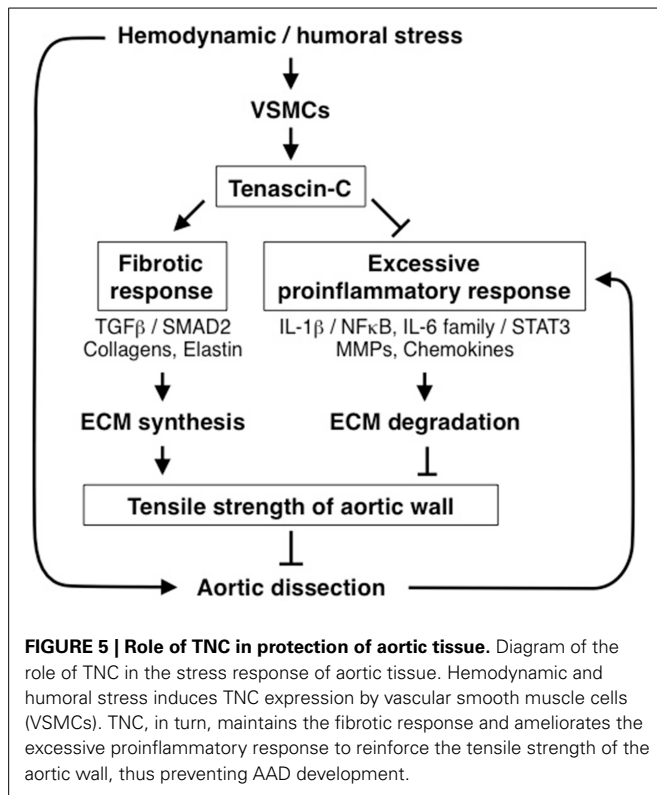 Hemodynamic / humoral stress
VSMCs
Tenascin-C
Fibrotic response
Excessive proinflammatory response
TGFβ / SMAD2
Collagens, Elastin
IL-1β / NFκB, IL-6 family / STAT3
MMPs, Chemokines
ECM synthesis
ECM degradation
Tensile strength of aortic wall
Aortic dissection
FIGURE 5 | Role of TNC in protection of aortic tissue. Diagram of the
role of TNC in the stress response of aortic tissue. Hemodynamic and
humoral stress induces TNC expression by vascular smooth muscle cells
(VSMCs). TNC, in turn, maintains the fibrotic response and ameliorates the
excessive proinflammatory response to reinforce the tensile strength of the
aortic wall, thus preventing AAD development.